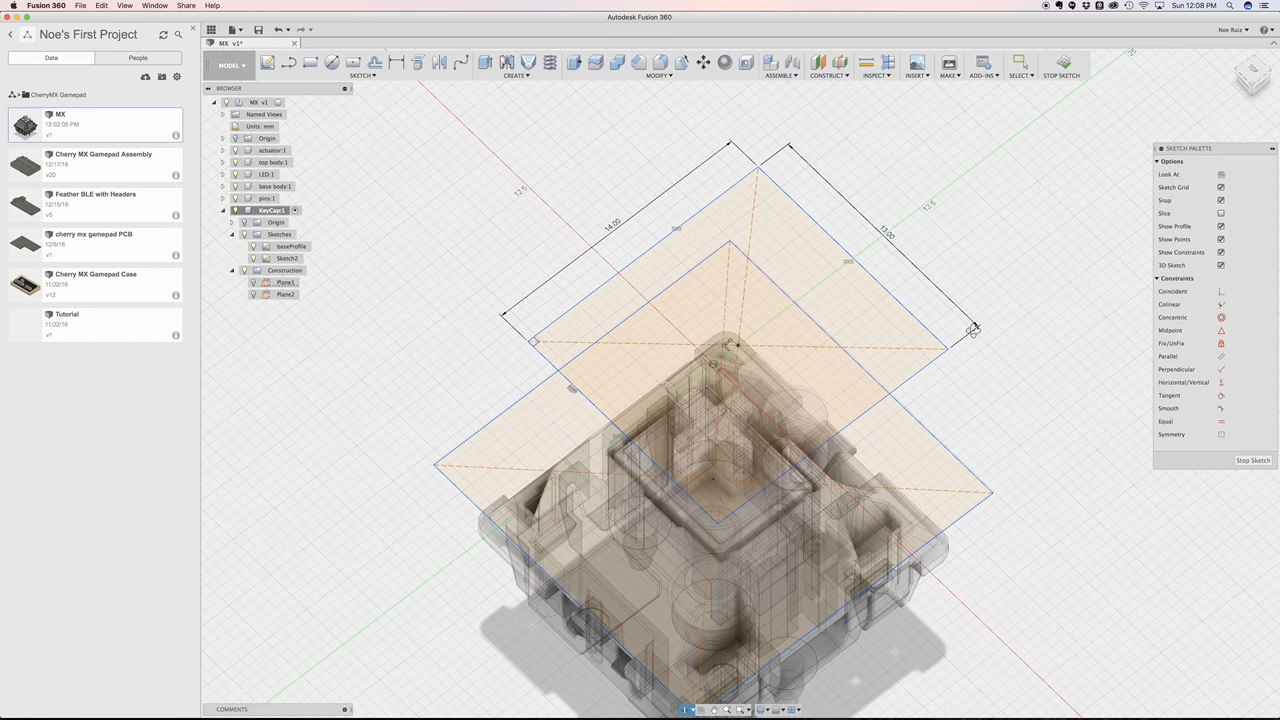 Fusion 360 File Edit View Window Share Help
Sun 12:08 PM
Autodesk Fusion 360
Noe's First Project
Data People
CherryMX Gamepad
MX
12:02:05 PM
v1
Cherry MX Gamepad Assembly
12/17/16
v20
Feather BLE with Headers
12/15/16
v5
cherry mx gamepad PCB
12/9/16
v1
Cherry MX Gamepad Case
11/22/16
v12
Tutorial
11/22/16
v1
MX v1*
Noe Ruiz
MODEL
SKETCH
CREATE
MODIFY
ASSEMBLE
CONSTRUCT
INSPECT
INSERT
MAKE
ADD-INS
SELECT
STOP SKETCH
BROWSER
MX v1
Named Views
Units: mm
Origin
actuator:1
top body:1
LED:1
base body:1
pins:1
KeyCap:1
Origin
Sketches
baseProfile
Sketch2
Construction
Plane1
Plane2
14.00
13.00
12.5
12.5
TOP
SKETCH PALETTE
Options
Look At
Sketch Grid
Snap
Slice
Show Profile
Show Points
Show Constraints
3D Sketch
Constraints
Coincident
Colinear
Concentric
Midpoint
Fix/UnFix
Parallel
Perpendicular
Horizontal/Vertical
Tangent
Smooth
Equal
Symmetry
Stop Sketch
COMMENTS